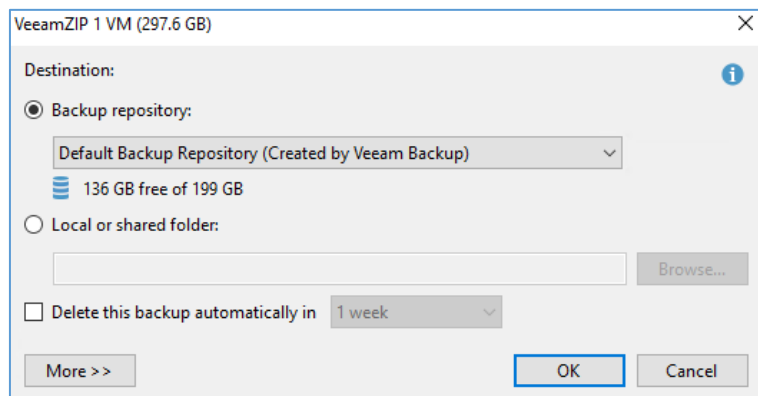 VeeamZIP 1 VM (297.6 GB)
Destination:
Backup repository:
Default Backup Repository (Created by Veeam Backup)
136 GB free of 199 GB
Local or shared folder:
Browse...
Delete this backup automatically in 1 week
More >> OK Cancel